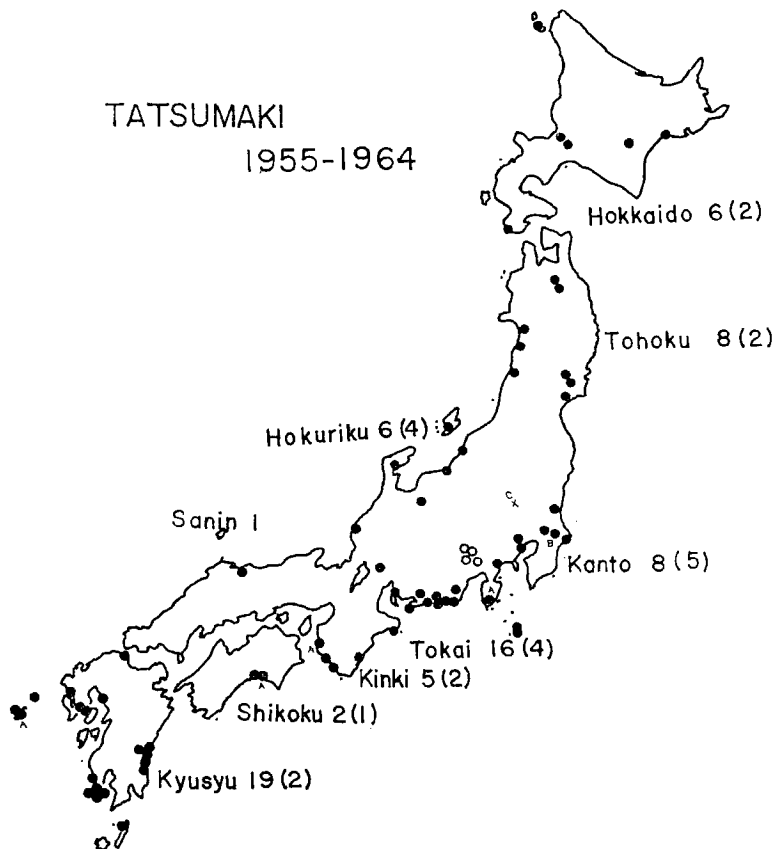 TATSUMAKI
1955-1964
Hokkaido 6(2)
Tohoku 8(2)
Hokuriku 6(4)
C
X
Sanin 1
B
Kanto 8(5)
A
Tokai 16(4)
A
Kinki 5(2)
A
Shikoku 2(1)
A
Kyusyu 19(2)